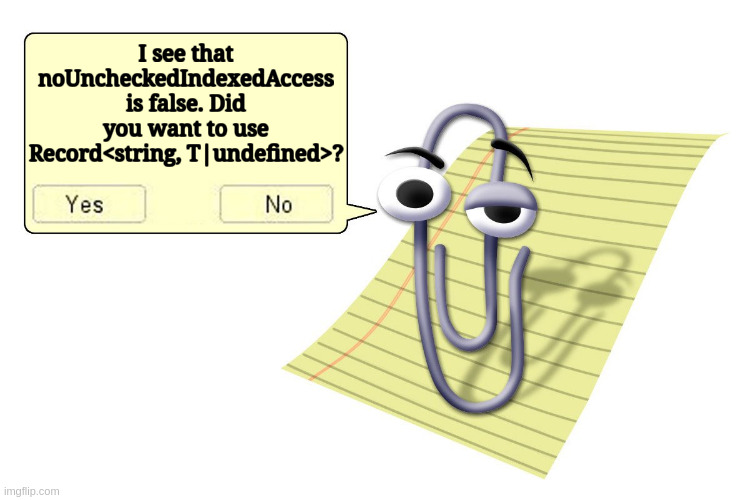 I see that
noUncheckedIndexedAccess
is false. Did
you want to use
Record<string, T|undefined>?
Yes
No
imgflip.com